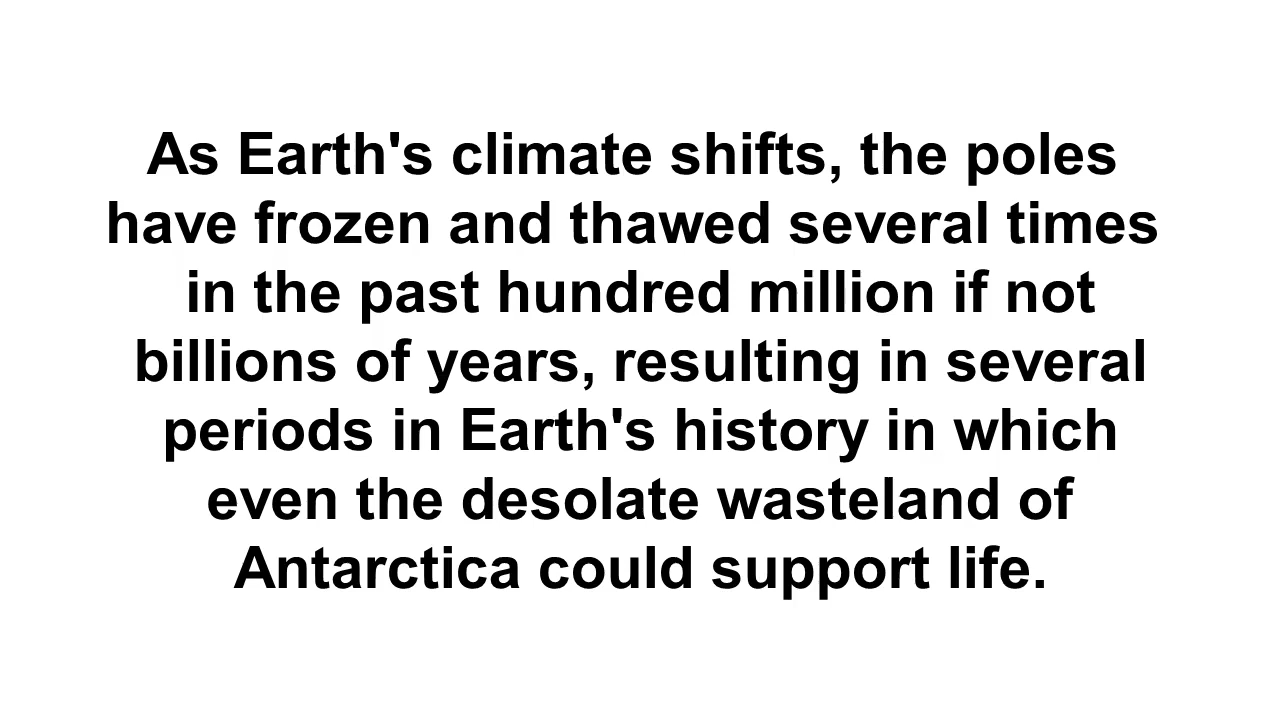 As Earth's climate shifts, the poles
have frozen and thawed several times
in the past hundred million if not
billions of years, resulting in several
periods in Earth's history in which
even the desolate wasteland of
Antarctica could support life.